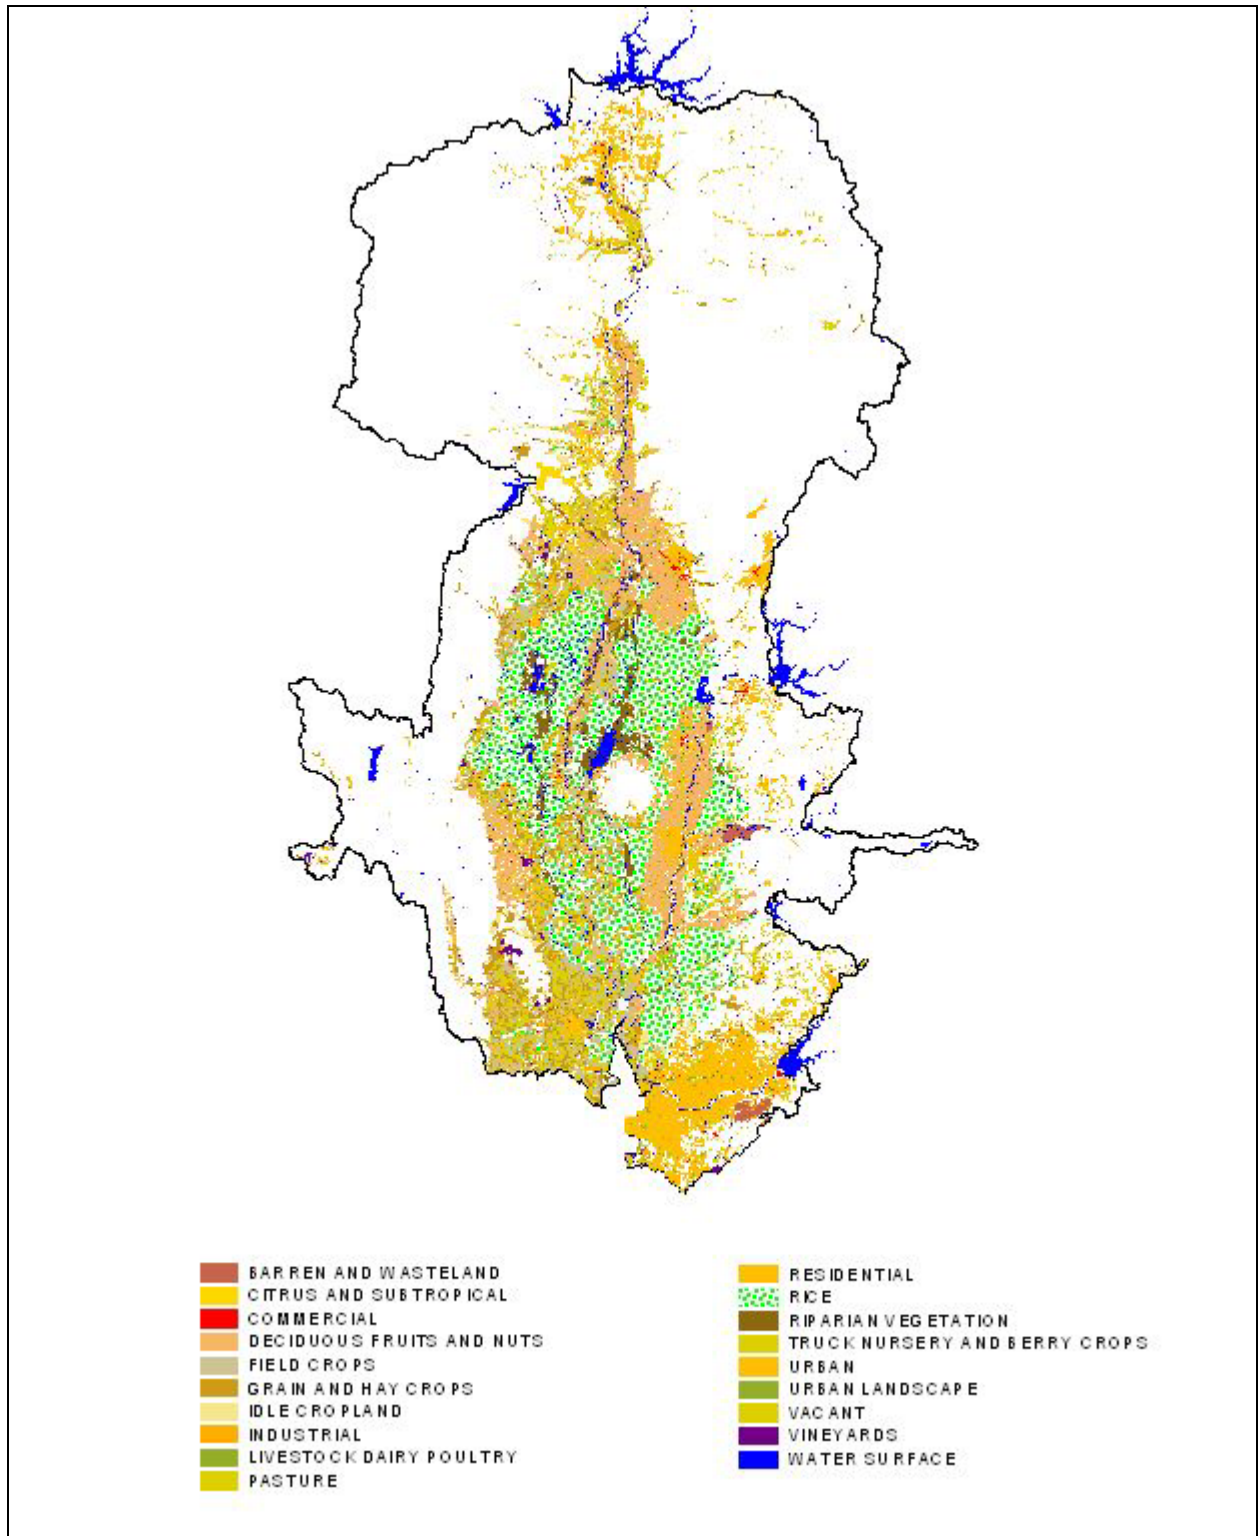 BARREN AND WASTELAND
CITRUS AND SUBTROPICAL
COMMERCIAL
DECIDUOUS FRUITS AND NUTS
FIELD CROPS
GRAIN AND HAY CROPS
IDLE CROPLAND
INDUSTRIAL
LIVESTOCK DAIRY POULTRY
PASTURE
RESIDENTIAL
RICE
RIPARIAN VEGETATION
TRUCK NURSERY AND BERRY CROPS
URBAN
URBAN LANDSCAPE
VACANT
VINEYARDS
WATER SURFACE